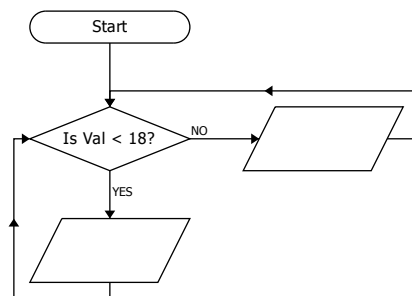 Start
Is Val < 18?
NO
YES